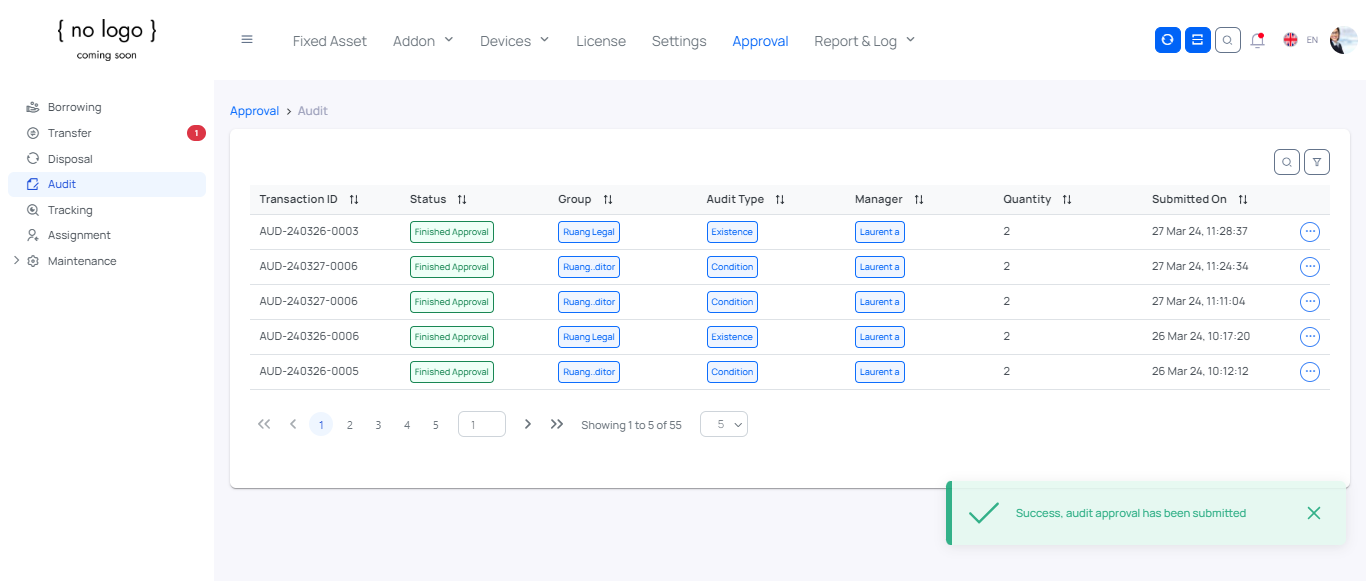 { no logo }
coming soon
Fixed Asset Addon Devices License Settings Approval Report & Log EN
Borrowing
Transfer 1
Disposal
Audit
Tracking
Assignment
Maintenance
Approval > Audit
Transaction ID Status Group Audit Type Manager Quantity Submitted On
AUD-240326-0003 Finished Approval Ruang Legal Existence Laurent a 2 27 Mar 24, 11:28:37
AUD-240327-0006 Finished Approval Ruang..ditor Condition Laurent a 2 27 Mar 24, 11:24:34
AUD-240327-0006 Finished Approval Ruang..ditor Condition Laurent a 2 27 Mar 24, 11:11:04
AUD-240326-0006 Finished Approval Ruang Legal Existence Laurent a 2 26 Mar 24, 10:17:20
AUD-240326-0005 Finished Approval Ruang..ditor Condition Laurent a 2 26 Mar 24, 10:12:12
1 2 3 4 5 1 Showing 1 to 5 of 55 5
Success, audit approval has been submitted